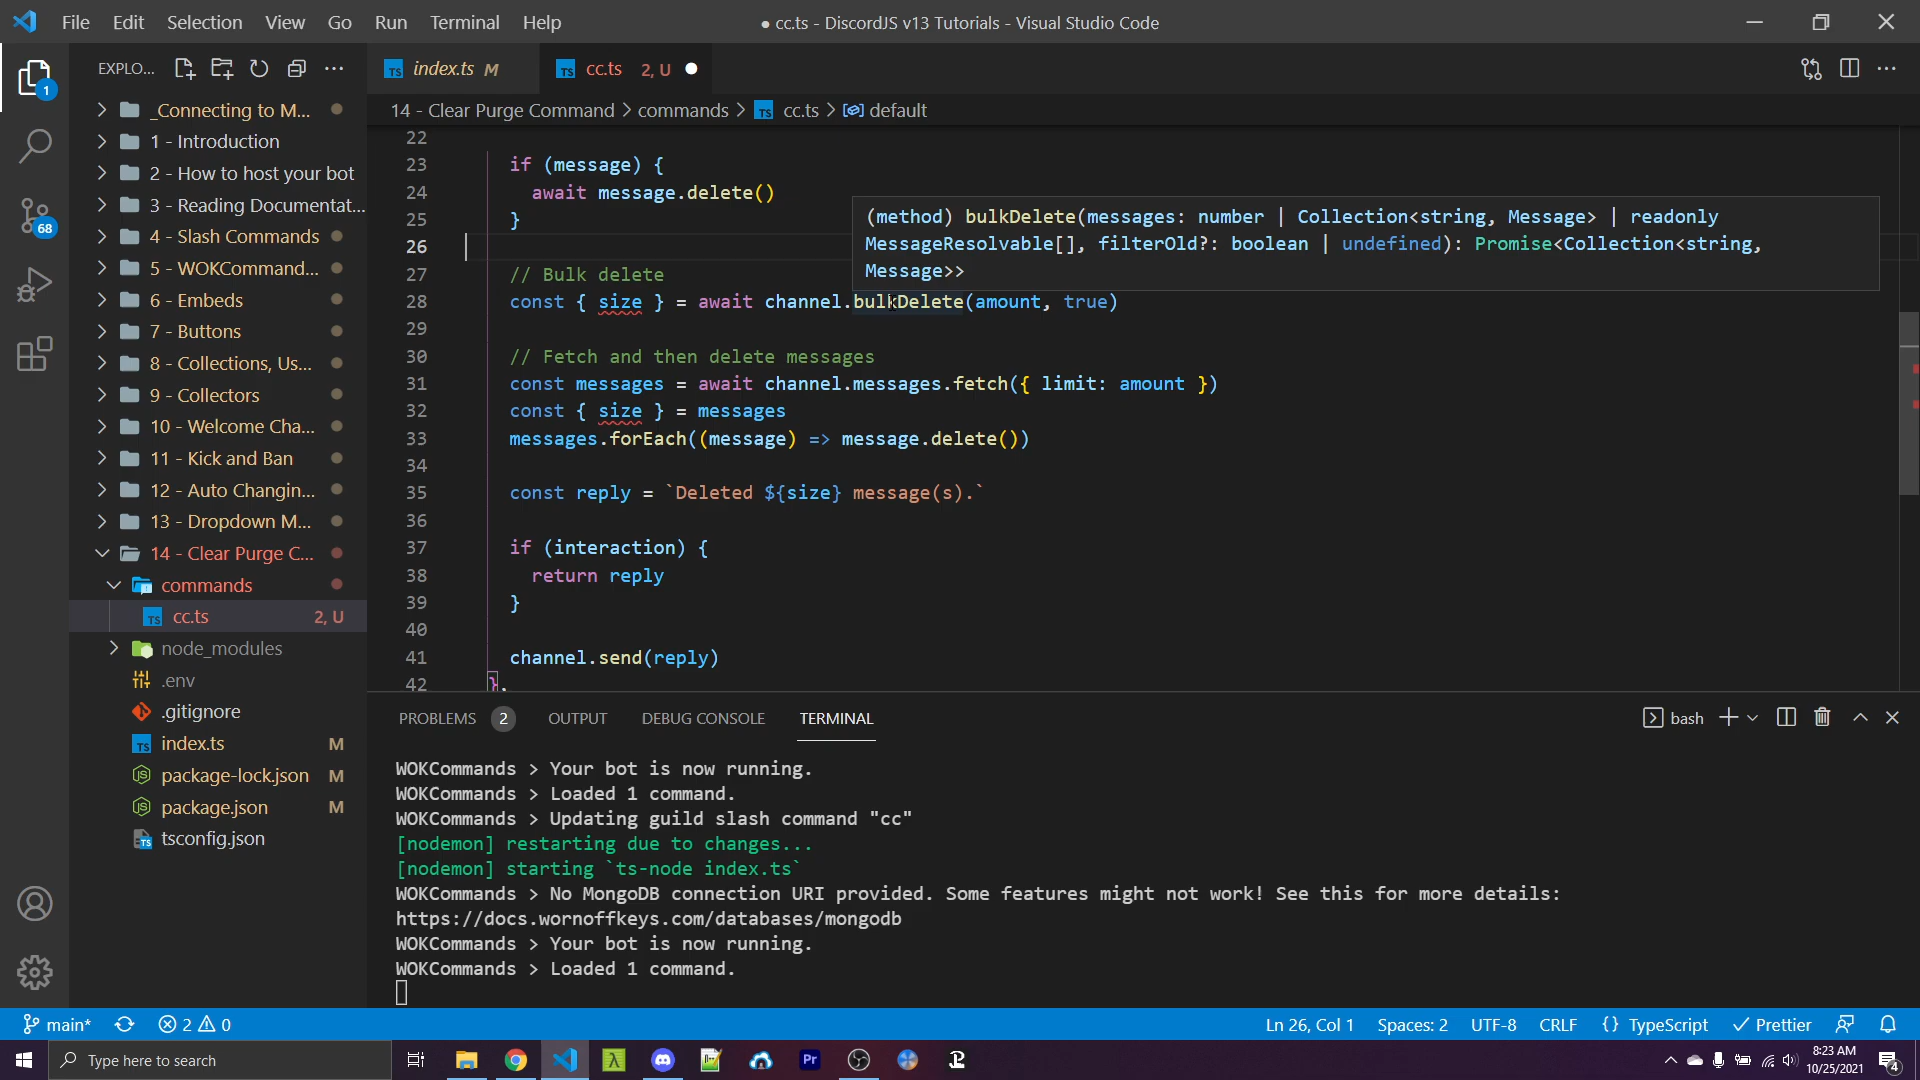 File Edit Selection View Go Run Terminal Help
● cc.ts - DiscordJS v13 Tutorials - Visual Studio Code
EXPLO...
index.ts M
cc.ts 2, U
14 - Clear Purge Command > commands > TS cc.ts > default
1
68
_Connecting to M...
1 - Introduction
2 - How to host your bot
3 - Reading Documentat...
4 - Slash Commands
5 - WOKCommand...
6 - Embeds
7 - Buttons
8 - Collections, Us...
9 - Collectors
10 - Welcome Cha...
11 - Kick and Ban
12 - Auto Changin...
13 - Dropdown M...
14 - Clear Purge C...
commands
TS cc.ts 2, U
node_modules
.env
.gitignore
TS index.ts M
package-lock.json M
package.json M
tsconfig.json
22
23 if (message) {
24 await message.delete()
25 }
26
(method) bulkDelete(messages: number | Collection<string, Message> | readonly
MessageResolvable[], filterOld?: boolean | undefined): Promise<Collection<string,
Message>>
27 // Bulk delete
28 const { size } = await channel.bulkDelete(amount, true)
29
30 // Fetch and then delete messages
31 const messages = await channel.messages.fetch({ limit: amount })
32 const { size } = messages
33 messages.forEach((message) => message.delete())
34
35 const reply = `Deleted ${size} message(s).`
36
37 if (interaction) {
38 return reply
39 }
40
41 channel.send(reply)
42 },
PROBLEMS 2 OUTPUT DEBUG CONSOLE TERMINAL
bash
WOKCommands > Your bot is now running.
WOKCommands > Loaded 1 command.
WOKCommands > Updating guild slash command "cc"
[nodemon] restarting due to changes...
[nodemon] starting `ts-node index.ts`
WOKCommands > No MongoDB connection URI provided. Some features might not work! See this for more details:
https://docs.wornoffkeys.com/databases/mongodb
WOKCommands > Your bot is now running.
WOKCommands > Loaded 1 command.
main* 2 0
Ln 26, Col 1 Spaces: 2 UTF-8 CRLF {} TypeScript Prettier
Type here to search
Pr
8:23 AM
10/25/2021
4